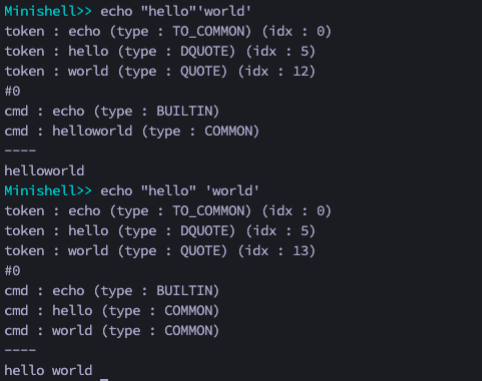 Minishell>> echo "hello"'world'
token : echo (type : TO_COMMON) (idx : 0)
token : hello (type : DQUOTE) (idx : 5)
token : world (type : QUOTE) (idx : 12)
#0
cmd : echo (type : BUILTIN)
cmd : helloworld (type : COMMON)
----
helloworld
Minishell>> echo "hello" 'world'
token : echo (type : TO_COMMON) (idx : 0)
token : hello (type : DQUOTE) (idx : 5)
token : world (type : QUOTE) (idx : 13)
#0
cmd : echo (type : BUILTIN)
cmd : hello (type : COMMON)
cmd : world (type : COMMON)
----
hello world